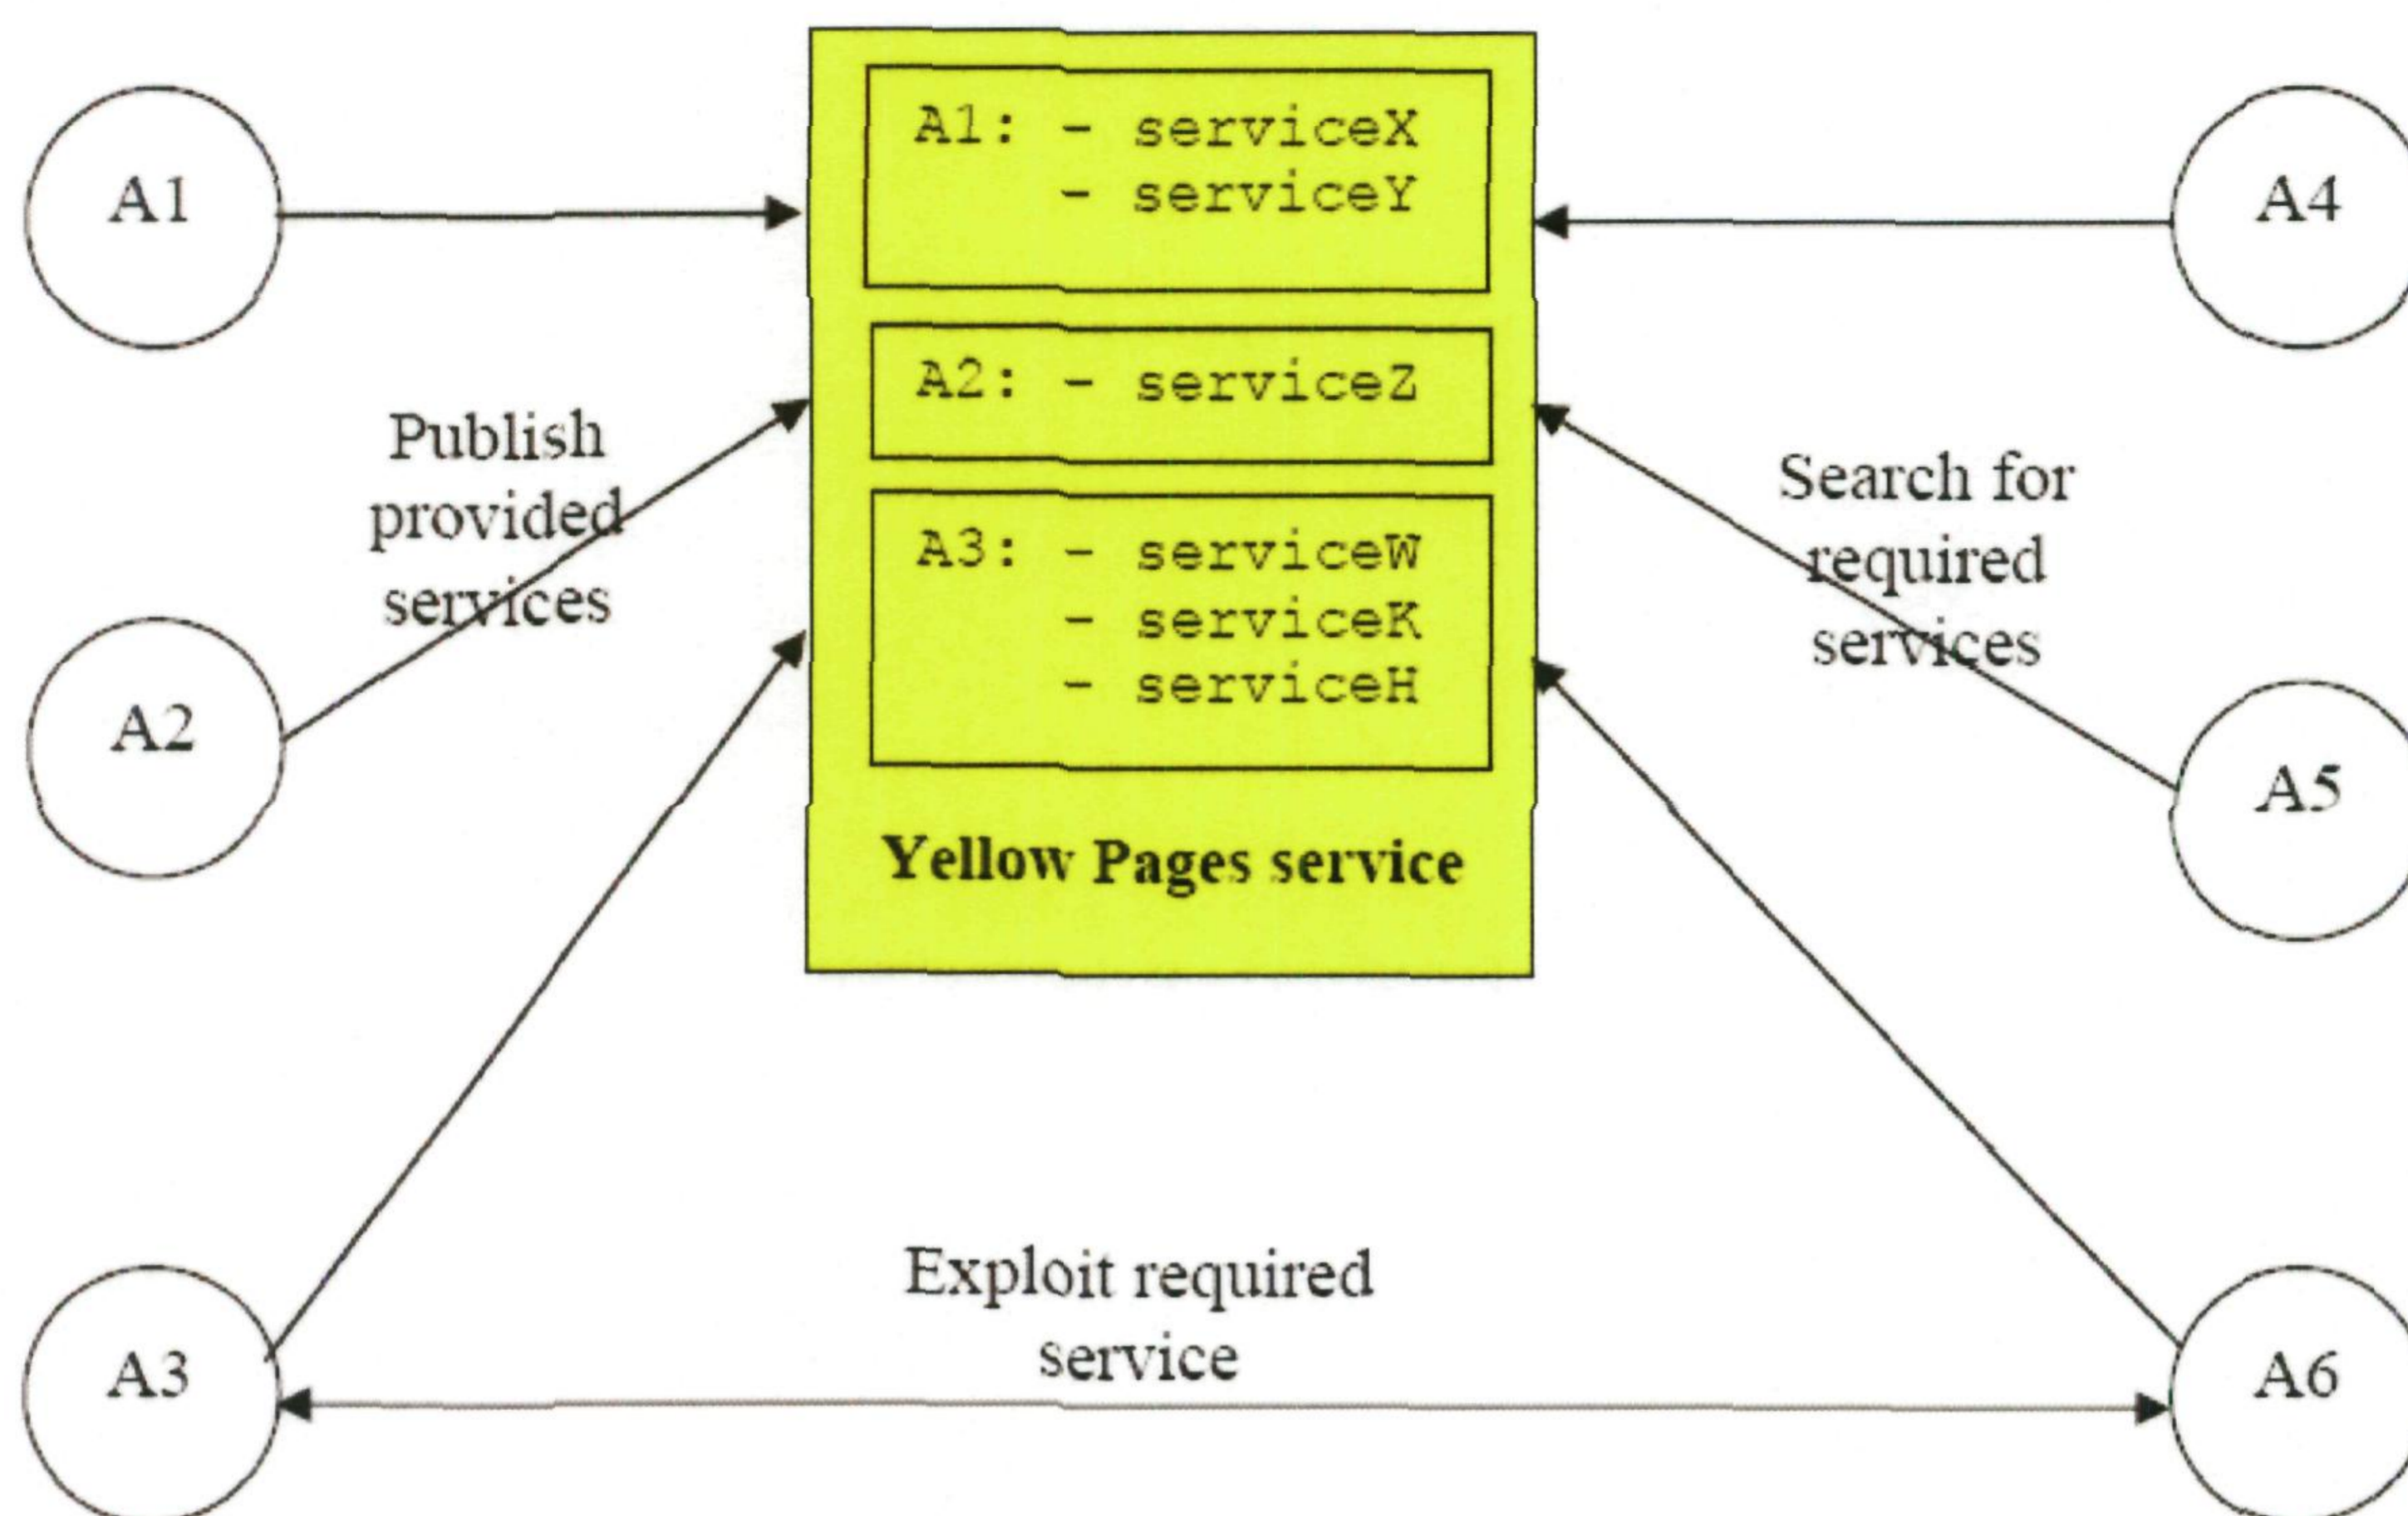 A1
A1: - serviceX
- serviceY
A4
A2: - serviceZ
Publish
provided
services
Search for
required
services
A3: - serviceW
- serviceK
- serviceH
A2
A5
Yellow Pages service
Exploit required
service
A3
A6